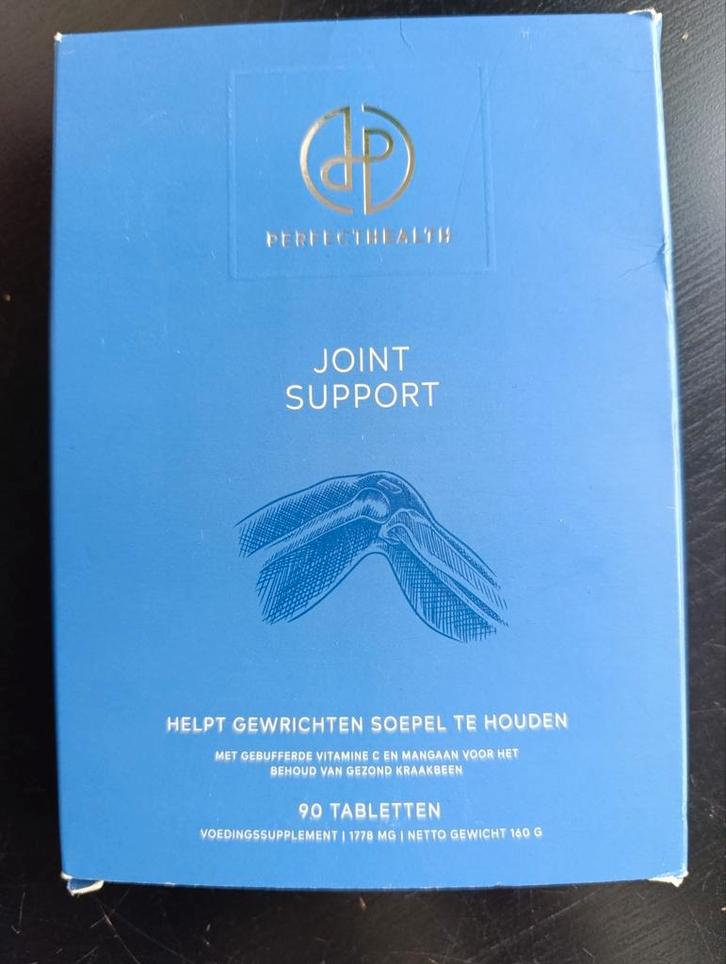 PERFECTHEALTH
JOINT
SUPPORT
HELPT GEWRICHTEN SOEPEL TE HOUDEN
MET GEBUFFERDE VITAMINE C EN MANGAAN VOOR HET
BEHOUD VAN GEZOND KRAAKBEEN
90 TABLETTEN
VOEDINGSSUPPLEMENT | 1778 MG | NETTO GEWICHT 160 G